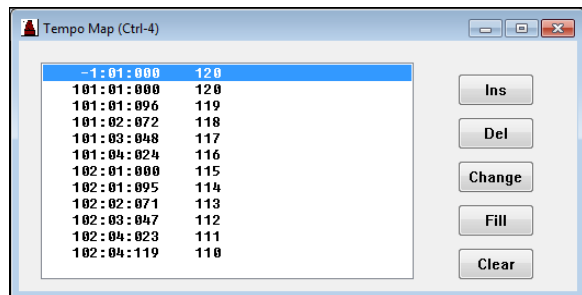 Tempo Map (Ctrl-4)
-1:01:000 120
101:01:000 120
101:01:096 119
101:02:072 118
101:03:048 117
101:04:024 116
102:01:000 115
102:01:095 114
102:02:071 113
102:03:047 112
102:04:023 111
102:04:119 110
Ins
Del
Change
Fill
Clear